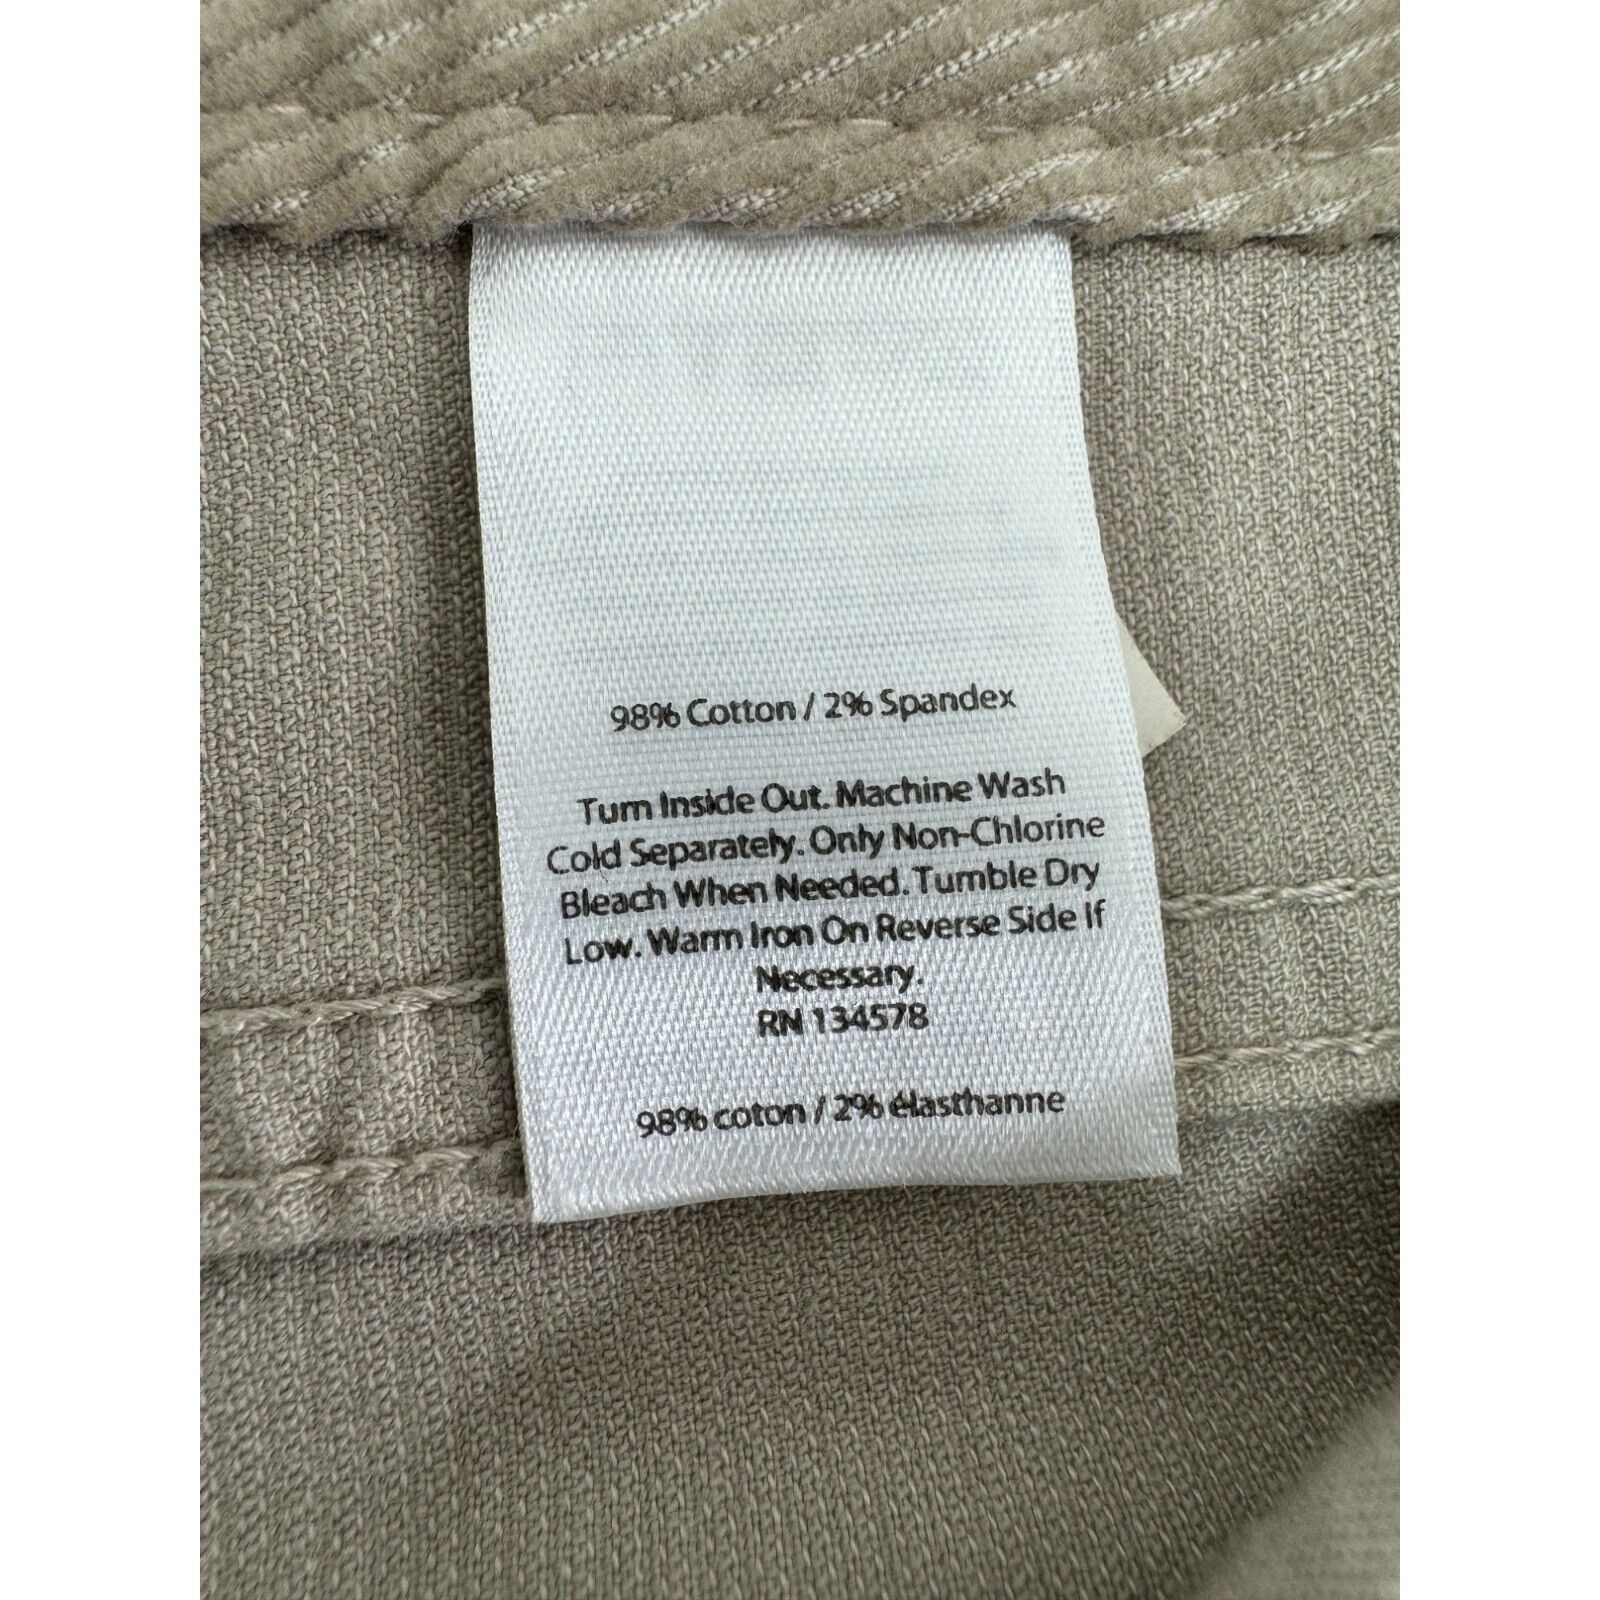 98% Cotton / 2% Spandex
Turn Inside Out. Machine Wash
Cold Separately. Only Non-Chlorine
Bleach When Needed. Tumble Dry
Low. Warm Iron On Reverse Side If
Necessary.
RN 134578
98% coton / 2% élasthanne